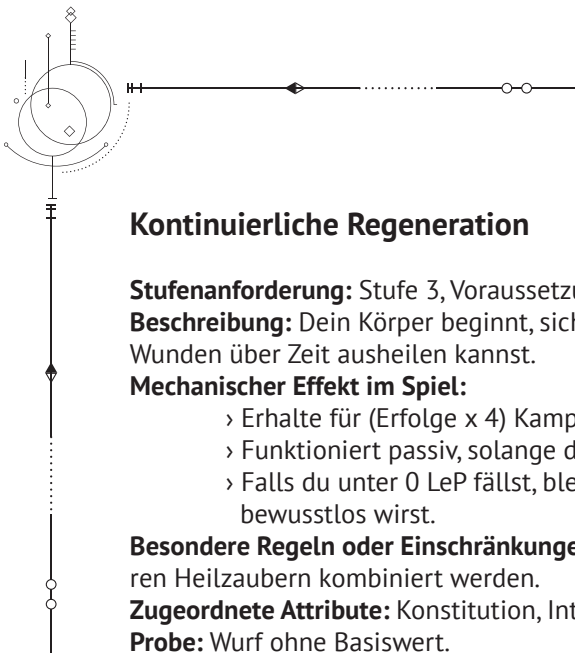 Kontinuierliche Regeneration
Stufenanforderung: Stufe 3, Voraussetzu
Beschreibung: Dein Körper beginnt, sich
Wunden über Zeit ausheilen kannst.
Mechanischer Effekt im Spiel:
› Erhalte für (Erfolge x 4) Kamp
› Funktioniert passiv, solange d
› Falls du unter 0 LeP fällst, ble
bewusstlos wirst.
Besondere Regeln oder Einschränkunge
ren Heilzaubern kombiniert werden.
Zugeordnete Attribute: Konstitution, Int
Probe: Wurf ohne Basiswert.